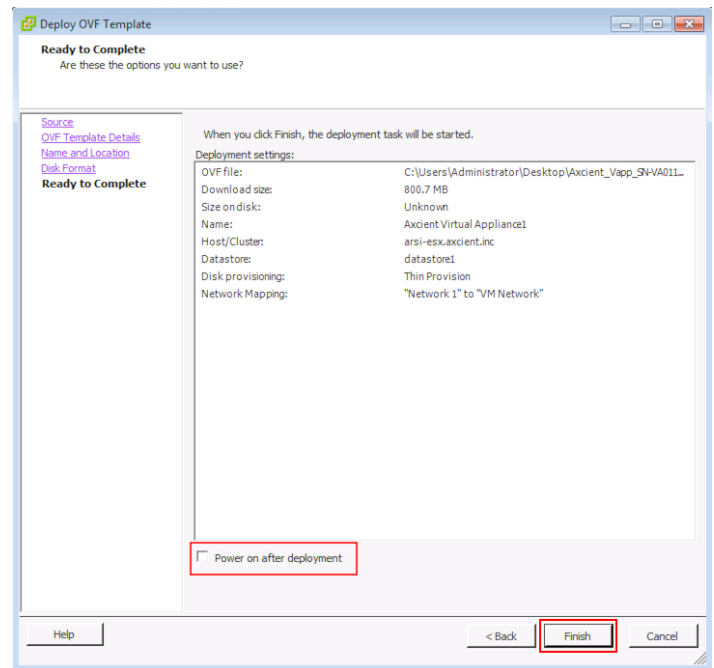 Deploy OVF Template
Ready to Complete
Are these the options you want to use?
Source
OVF Template Details
Name and Location
Disk Format
Ready to Complete
When you click Finish, the deployment task will be started.
Deployment settings:
OVF file: C:\Users\Administrator\Desktop\Axcient_Vapp_SN-VA011...
Download size: 800.7 MB
Size on disk: Unknown
Name: Axcient Virtual Appliance1
Host/Cluster: arsi-esx.axcient.inc
Datastore: datastore1
Disk provisioning: Thin Provision
Network Mapping: "Network 1" to "VM Network"
Power on after deployment
Help < Back Finish Cancel